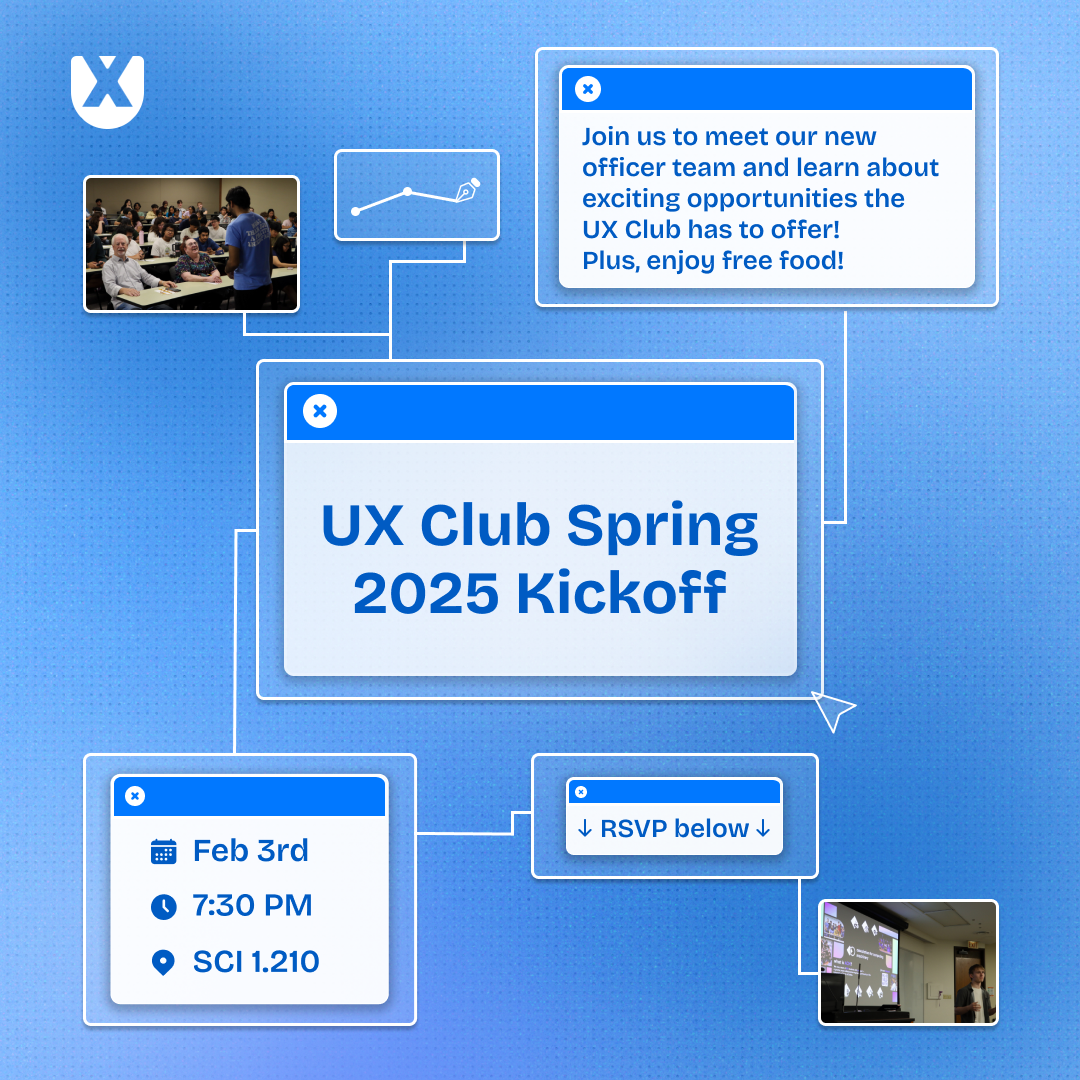 UX
Join us to meet our new
officer team and learn about
exciting opportunities the
UX Club has to offer!
Plus, enjoy free food!
UX Club Spring
2025 Kickoff
Feb 3rd
7:30 PM
SCI 1.210
↓ RSVP below ↓